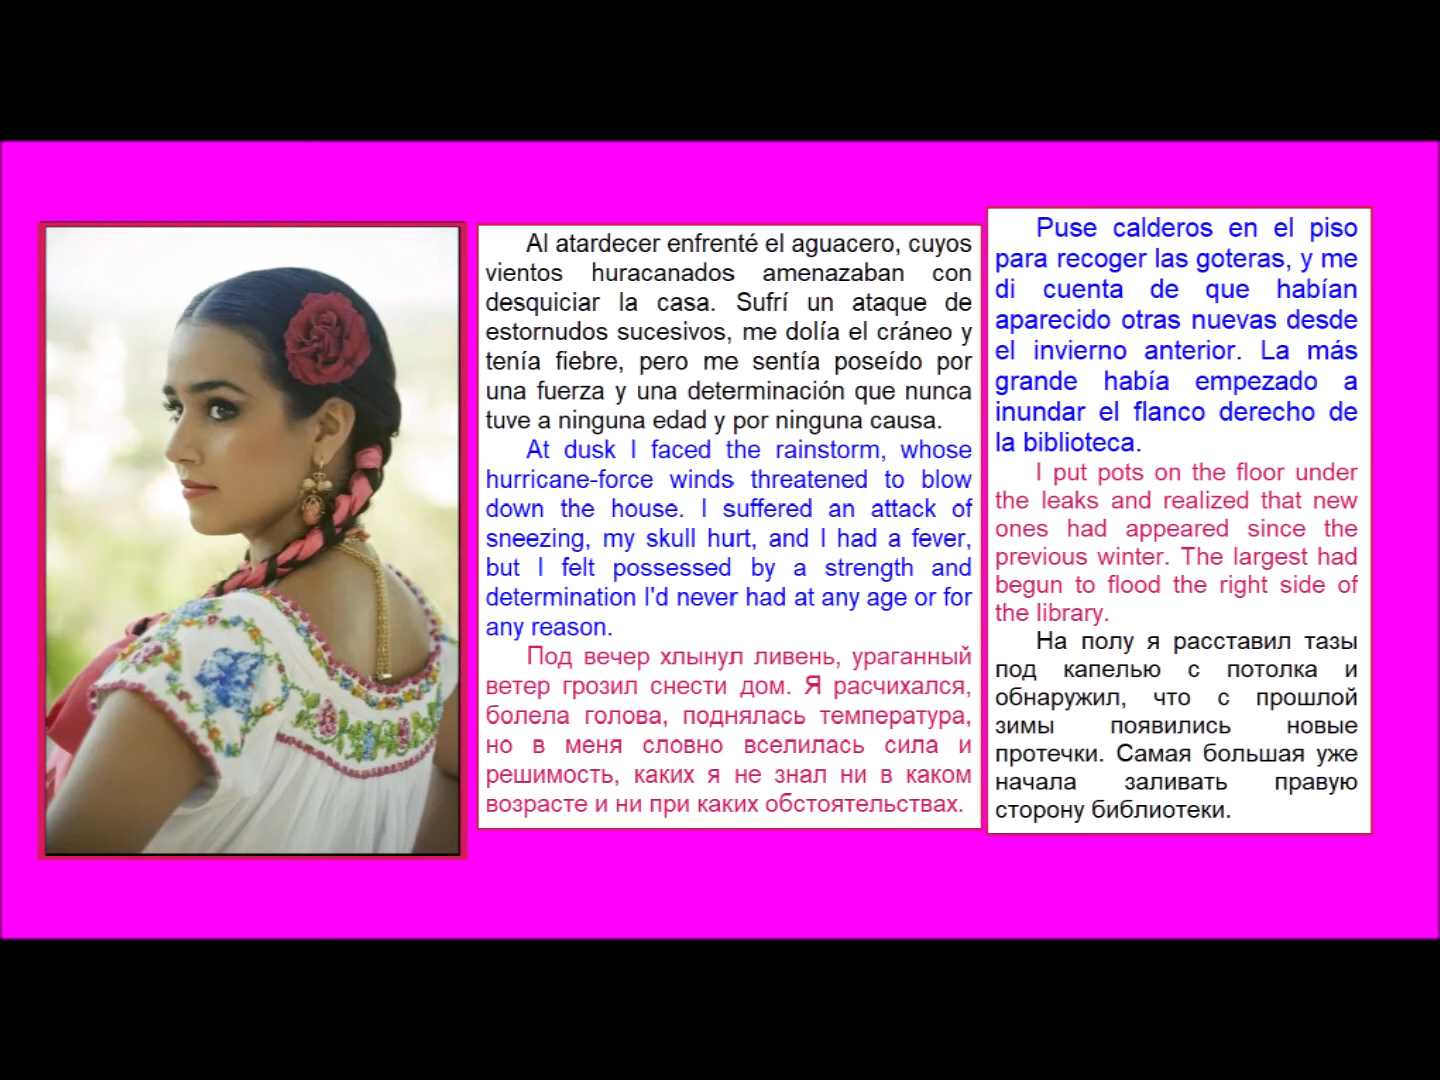 Al atardecer enfrenté el aguacero, cuyos
vientos huracanados amenazaban con
desquiciar la casa. Sufrí un ataque de
estornudos sucesivos, me dolía el cráneo y
tenía fiebre, pero me sentía poseído por
una fuerza y una determinación que nunca
tuve a ninguna edad y por ninguna causa.
At dusk I faced the rainstorm, whose
hurricane-force winds threatened to blow
down the house. I suffered an attack of
sneezing, my skull hurt, and I had a fever,
but I felt possessed by a strength and
determination I'd never had at any age or for
any reason.
Под вечер хлынул ливень, ураганный
ветер грозил снести дом. Я расчихался,
болела голова, поднялась температура,
но в меня словно вселилась сила и
решимость, каких я не знал ни в каком
возрасте и ни при каких обстоятельствах.
Puse calderos en el piso
para recoger las goteras, y me
di cuenta de que habían
aparecido otras nuevas desde
el invierno anterior. La más
grande había empezado a
inundar el flanco derecho de
la biblioteca.
I put pots on the floor under
the leaks and realized that new
ones had appeared since the
previous winter. The largest had
begun to flood the right side of
the library.
На полу я расставил тазы
под капелью с потолка и
обнаружил, что с прошлой
зимы появились новые
протечки. Самая большая уже
начала заливать правую
сторону библиотеки.